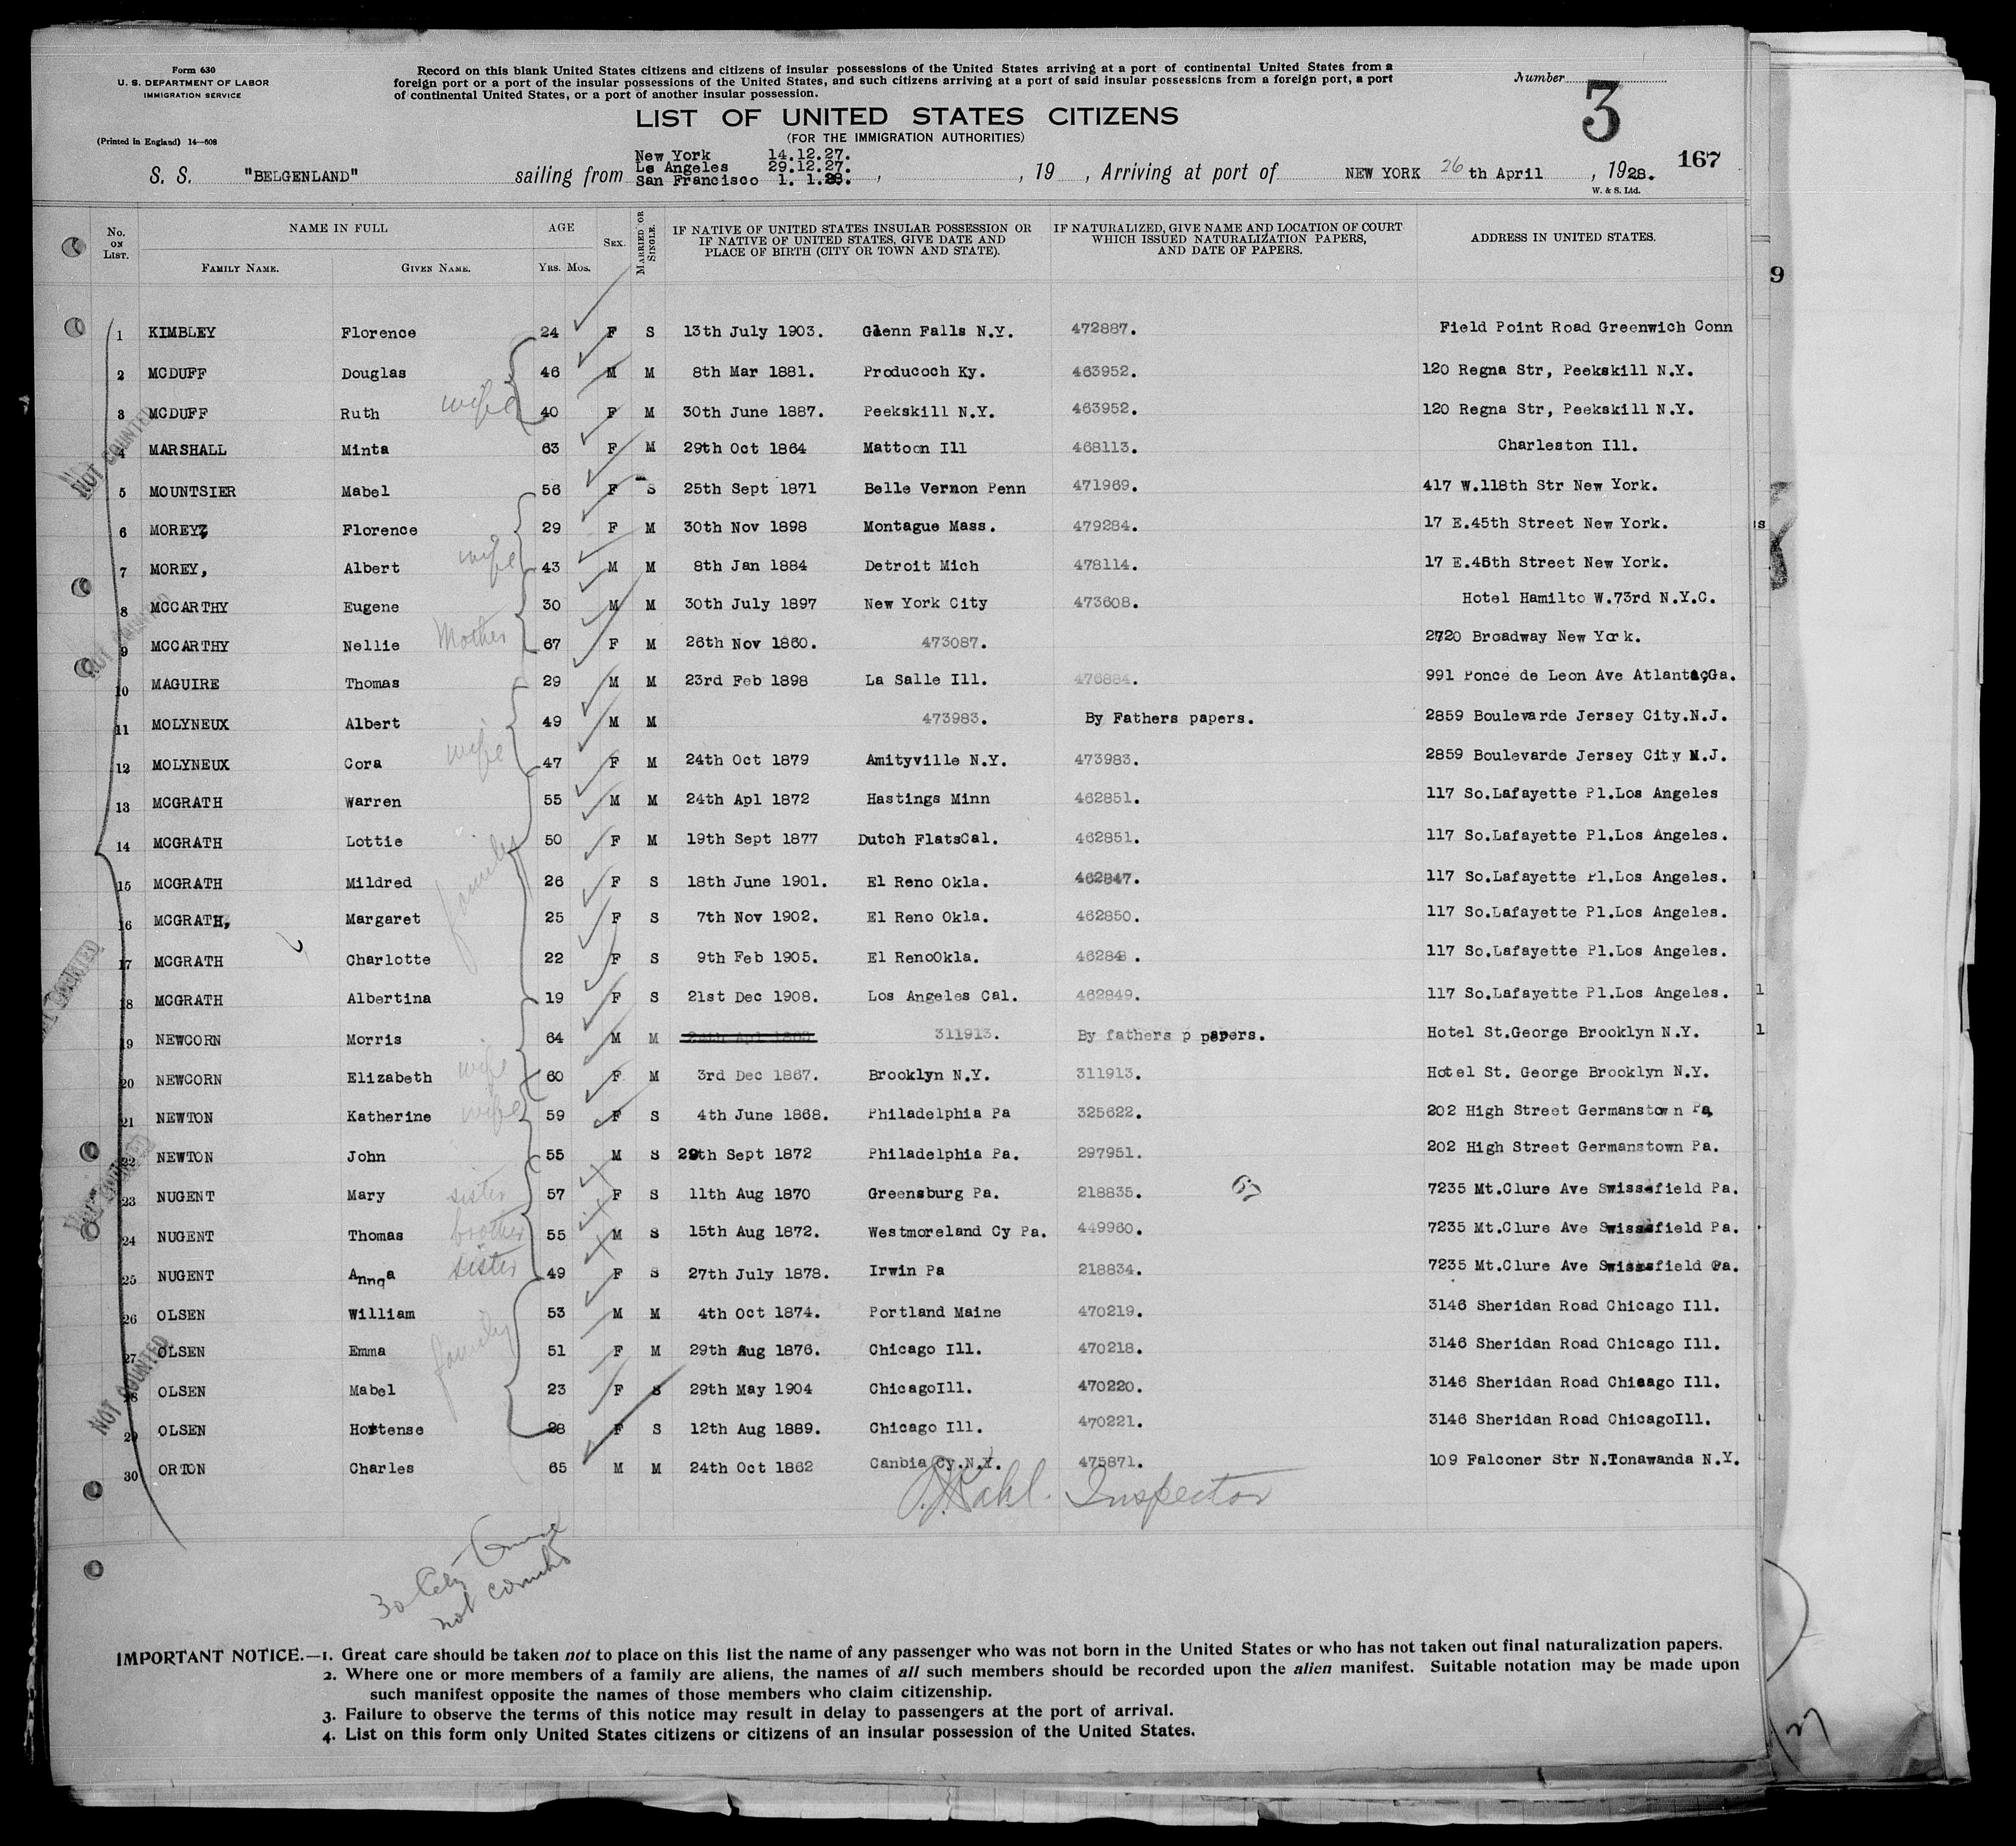 Form 630
U. S. DEPARTMENT OF LABOR
IMMIGRATION SERVICE
(Printed in England) 14—608
Record on this blank United States citizens and citizens of insular possessions of the United States arriving at a port of continental United States from a
foreign port or a port of the insular possessions of the United States, and such citizens arriving at a port of said insular possessions from a foreign port, a port
of continental United States, or a port of another insular possession.
Number
3
167
LIST OF UNITED STATES CITIZENS
(FOR THE IMMIGRATION AUTHORITIES)
New York 14.12.27.
Los Angeles 29.12.27.
S. S. "BELGENLAND" sailing from San Francisco 1. 1.28. , , 19 , Arriving at port of NEW YORK 26 th April , 1928.
W. & S. Ltd.
No. ON LIST. NAME IN FULL FAMILY NAME. GIVEN NAME. AGE YRS. MOS. SEX. MARRIED OR SINGLE. IF NATIVE OF UNITED STATES INSULAR POSSESSION OR IF NATIVE OF UNITED STATES, GIVE DATE AND PLACE OF BIRTH (CITY OR TOWN AND STATE). IF NATURALIZED, GIVE NAME AND LOCATION OF COURT WHICH ISSUED NATURALIZATION PAPERS, AND DATE OF PAPERS. ADDRESS IN UNITED STATES.
1 KIMBLEY Florence 24 F S 13th July 1903. Glenn Falls N.Y. 472887. Field Point Road Greenwich Conn
2 MCDUFF Douglas 46 M M 8th Mar 1881. Producoch Ky. 463952. 120 Regna Str, Peekskill N.Y.
3 MCDUFF Ruth wife 40 F M 30th June 1887. Peekskill N.Y. 463952. 120 Regna Str, Peekskill N.Y.
4 MARSHALL Minta 63 F M 29th Oct 1864 Mattoon Ill 468113. Charleston Ill.
5 MOUNTSIER Mabel 56 F S 25th Sept 1871 Belle Vernon Penn 471969. 417 W.118th Str New York.
6 MOREY, Florence 29 F M 30th Nov 1898 Montague Mass. 479284. 17 E.45th Street New York.
7 MOREY, Albert wife 43 M M 8th Jan 1884 Detroit Mich 478114. 17 E.45th Street New York.
8 MCCARTHY Eugene 30 M M 30th July 1897 New York City 473608. Hotel Hamilto W.73rd N.Y.C.
9 MCCARTHY Nellie Mother 67 F M 26th Nov 1860. 473087. 2720 Broadway New York.
10 MAGUIRE Thomas 29 M M 23rd Feb 1898 La Salle Ill. 476884. 991 Ponce de Leon Ave Atlanta,Ga.
11 MOLYNEUX Albert 49 M M 473983. By Fathers papers. 2859 Boulevarde Jersey City.N.J.
12 MOLYNEUX Cora wife 47 F M 24th Oct 1879 Amityville N.Y. 473983. 2859 Boulevarde Jersey City N.J.
13 MCGRATH Warren 55 M M 24th Apl 1872 Hastings Minn 462851. 117 So.Lafayette Pl.Los Angeles
14 MCGRATH Lottie family 50 F M 19th Sept 1877 Dutch FlatsCal. 462851. 117 So.Lafayette Pl.Los Angeles.
15 MCGRATH Mildred 26 F S 18th June 1901. El Reno Okla. 462847. 117 So.Lafayette Pl.Los Angeles.
16 MCGRATH, Margaret 25 F S 7th Nov 1902. El Reno Okla. 462850. 117 So.Lafayette Pl.Los Angeles.
17 MCGRATH Charlotte 22 F S 9th Feb 1905. El RenoOkla. 46284 . 117 So.Lafayette Pl.Los Angeles.
18 MCGRATH Albertina 19 F S 21st Dec 1908. Los Angeles Cal. 462849. 117 So.Lafayette Pl.Los Angeles.
19 NEWCORN Morris 64 M M 311913. By fathers p papers. Hotel St.George Brooklyn N.Y.
20 NEWCORN Elizabeth wife 60 F M 3rd Dec 1867. Brooklyn N.Y. 311913. Hotel St. George Brooklyn N.Y.
21 NEWTON Katherine wife 59 F S 4th June 1868. Philadelphia Pa 325622. 202 High Street Germanstown Pa,
22 NEWTON John 55 M S 29th Sept 1872 Philadelphia Pa. 297951. 202 High Street Germanstown Pa.
23 NUGENT Mary sister 57 F S 11th Aug 1870 Greensburg Pa. 218835. 67 7235 Mt.Clure Ave Swissfield Pa.
24 NUGENT Thomas brother 55 M S 15th Aug 1872. Westmoreland Cy Pa. 449960. 7235 Mt.Clure Ave Swissfield Pa.
25 NUGENT Anna sister 49 F S 27th July 1878. Irwin Pa 218834. 7235 Mt.Clure Ave Swissfield Pa.
26 OLSEN William 53 M M 4th Oct 1874. Portland Maine 470219. 3146 Sheridan Road Chicago Ill.
27 OLSEN Emma family 51 F M 29th Aug 1876. Chicago Ill. 470218. 3146 Sheridan Road Chicago Ill.
28 OLSEN Mabel 23 F S 29th May 1904 ChicagoIll. 470220. 3146 Sheridan Road Chicago Ill.
29 OLSEN Hortense 28 F S 12th Aug 1889. Chicago Ill. 470221. 3146 Sheridan Road ChicagoIll.
30 ORTON Charles 65 M M 24th Oct 1862 Canbia Cy.N.Y. 475871. 109 Falconer Str N.Tonawanda N.Y.
NOT COUNTED
NOT COUNTED
NOT COUNTED
NOT COUNTED
NOT COUNTED
Kahl. Inspector
30
not
IMPORTANT NOTICE.—1. Great care should be taken not to place on this list the name of any passenger who was not born in the United States or who has not taken out final naturalization papers.
2. Where one or more members of a family are aliens, the names of all such members should be recorded upon the alien manifest. Suitable notation may be made upon
such manifest opposite the names of those members who claim citizenship.
3. Failure to observe the terms of this notice may result in delay to passengers at the port of arrival.
4. List on this form only United States citizens or citizens of an insular possession of the United States.
9